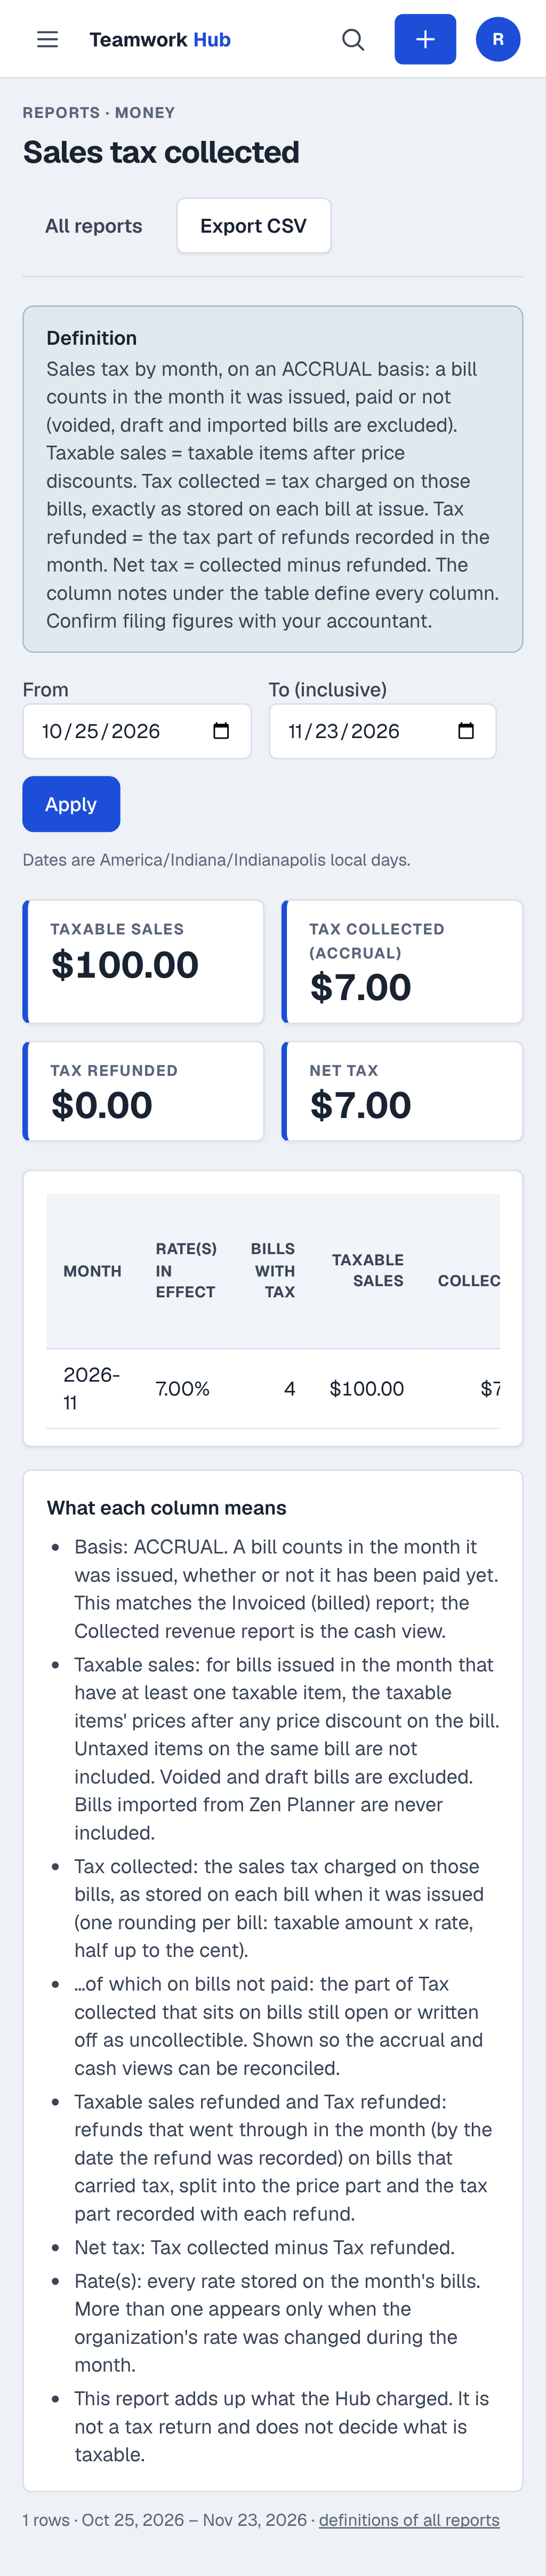 Teamwork Hub
R
REPORTS · MONEY
Sales tax collected
All reports
Export CSV
Definition
Sales tax by month, on an ACCRUAL basis: a bill
counts in the month it was issued, paid or not
(voided, draft and imported bills are excluded).
Taxable sales = taxable items after price
discounts. Tax collected = tax charged on those
bills, exactly as stored on each bill at issue. Tax
refunded = the tax part of refunds recorded in the
month. Net tax = collected minus refunded. The
column notes under the table define every column.
Confirm filing figures with your accountant.
From
To (inclusive)
10/25/2026
11/23/2026
Apply
Dates are America/Indiana/Indianapolis local days.
TAXABLE SALES
$100.00
TAX COLLECTED
(ACCRUAL)
$7.00
TAX REFUNDED
$0.00
NET TAX
$7.00
MONTH
RATE(S)
IN
EFFECT
BILLS
WITH
TAX
TAXABLE
SALES
COLLEC
2026-
11
7.00%
4
$100.00
$7
What each column means
• Basis: ACCRUAL. A bill counts in the month it
was issued, whether or not it has been paid yet.
This matches the Invoiced (billed) report; the
Collected revenue report is the cash view.
• Taxable sales: for bills issued in the month that
have at least one taxable item, the taxable
items' prices after any price discount on the bill.
Untaxed items on the same bill are not
included. Voided and draft bills are excluded.
Bills imported from Zen Planner are never
included.
• Tax collected: the sales tax charged on those
bills, as stored on each bill when it was issued
(one rounding per bill: taxable amount x rate,
half up to the cent).
• …of which on bills not paid: the part of Tax
collected that sits on bills still open or written
off as uncollectible. Shown so the accrual and
cash views can be reconciled.
• Taxable sales refunded and Tax refunded:
refunds that went through in the month (by the
date the refund was recorded) on bills that
carried tax, split into the price part and the tax
part recorded with each refund.
• Net tax: Tax collected minus Tax refunded.
• Rate(s): every rate stored on the month's bills.
More than one appears only when the
organization's rate was changed during the
month.
• This report adds up what the Hub charged. It is
not a tax return and does not decide what is
taxable.
1 rows · Oct 25, 2026 – Nov 23, 2026 · definitions of all reports